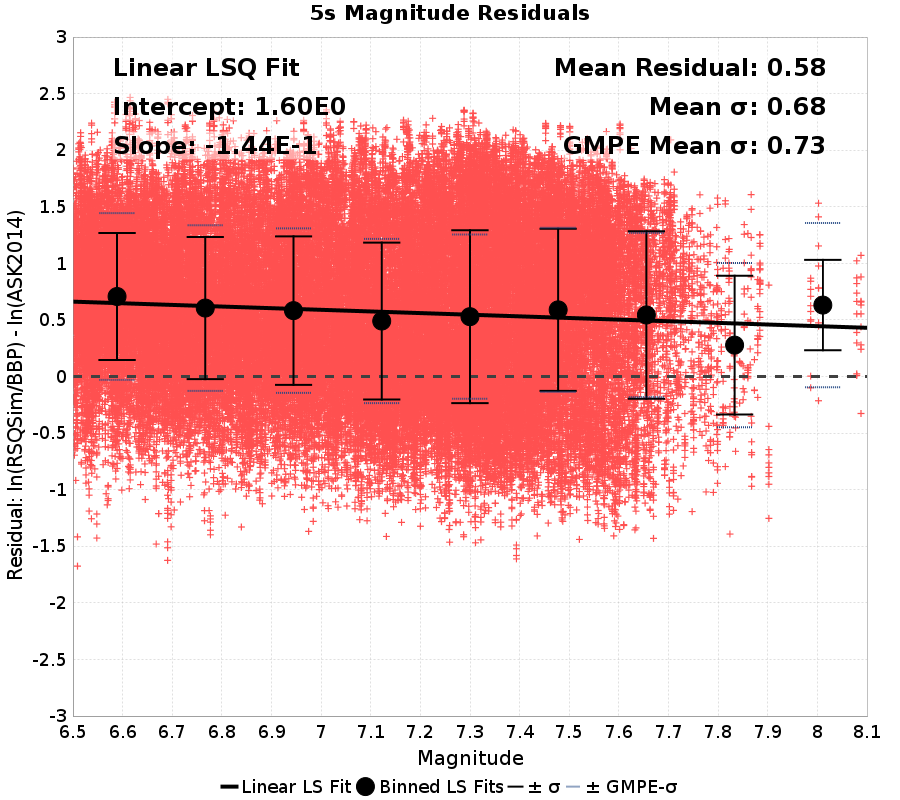 5s Magnitude Residuals
Linear LSQ Fit
Mean Residual: 0.58
Intercept: 1.60E0
Mean σ: 0.68
Slope: -1.44E-1
GMPE Mean σ: 0.73
Residual: ln(RSQSim/BBP) - ln(ASK2014)
3
2.5
2
1.5
1
0.5
0
-0.5
-1
-1.5
-2
-2.5
-3
6.5 6.6 6.7 6.8 6.9 7 7.1 7.2 7.3 7.4 7.5 7.6 7.7 7.8 7.9 8 8.1
Magnitude
Linear LS Fit Binned LS Fits ± σ ± GMPE-σ